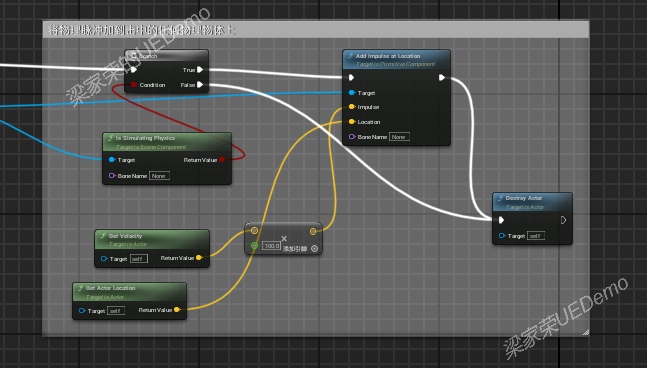 将物理脉冲加到击中的任何物理物体上
Branch
True
Condition
False
Is Simulating Physics
Target is Scene Component
Target
Return Value
Bone Name
None
Get Velocity
Target is Actor
Target
self
Return Value
Get Actor Location
Target is Actor
Target
self
Return Value
100.0
添加引脚
Add Impulse at Location
Target is Primitive Component
Target
Impulse
Location
Bone Name
None
Destroy Actor
Target is Actor
Target
self
梁家荣UEDemo
梁家荣UEDemo